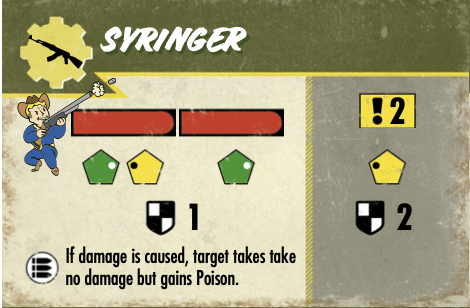 SYRINGER
!2
1
2
If damage is caused, target takes take
no damage but gains Poison.